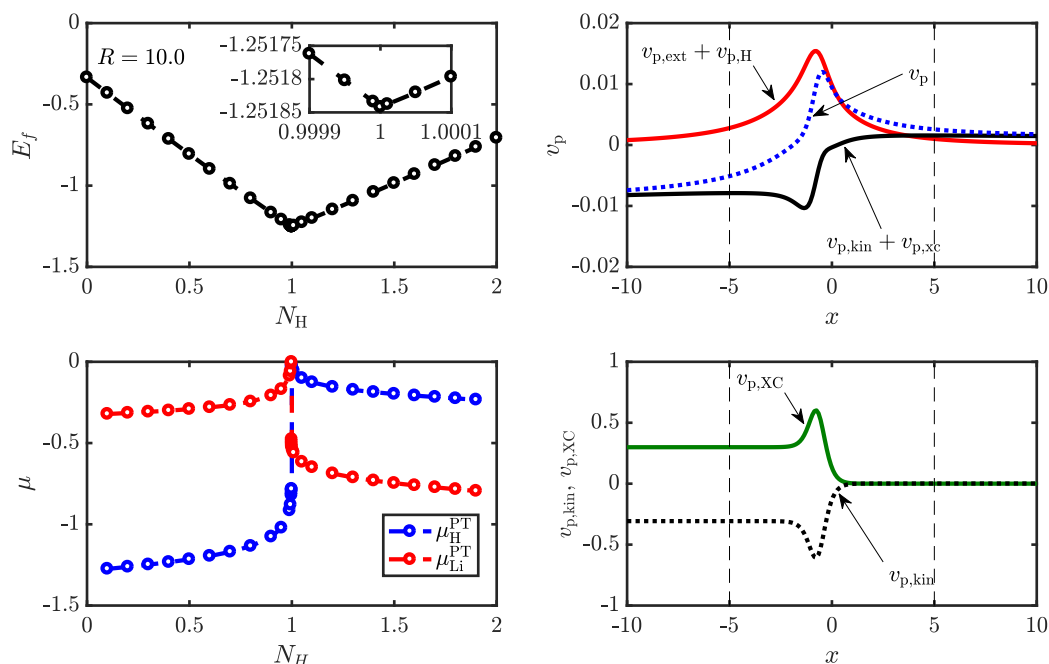 0
-0.5
-1
-1.5
E_f
R = 10.0
-1.25175
-1.2518
-1.25185
0.9999
1
1.0001
0
0.5
1
1.5
2
N_H
0.02
0.01
0
-0.01
-0.02
v_p
v_p,ext + v_p,H
v_p
v_p,kin + v_p,xc
-10
-5
0
5
10
x
0
-0.5
-1
-1.5
μ
μ_H^PT
μ_Li^PT
0
0.5
1
1.5
2
N_H
1
0.5
0
-0.5
-1
v_p,kin, v_p,XC
v_p,XC
v_p,kin
-10
-5
0
5
10
x